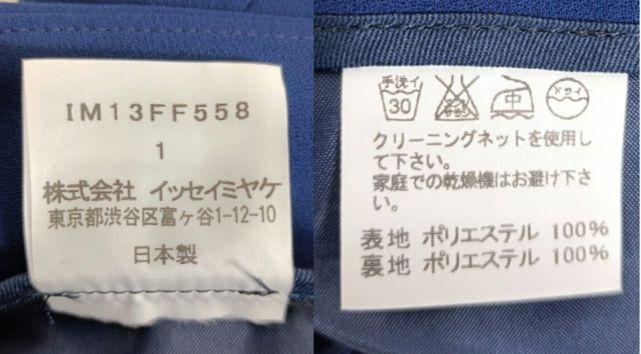 IM13FF558
1
株式会社 イッセイミヤケ
東京都渋谷区富ヶ谷1-12-10
日本製
手洗イ
30
中
ドライ
クリーニングネットを使用し
て下さい。
家庭での乾燥機はお避け下さ
い。
表地 ポリエステル 100%
裏地 ポリエステル 100%